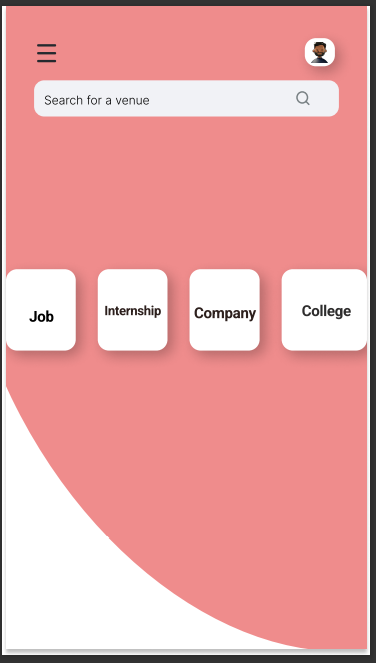 Search for a venue
Job
Internship
Company
College